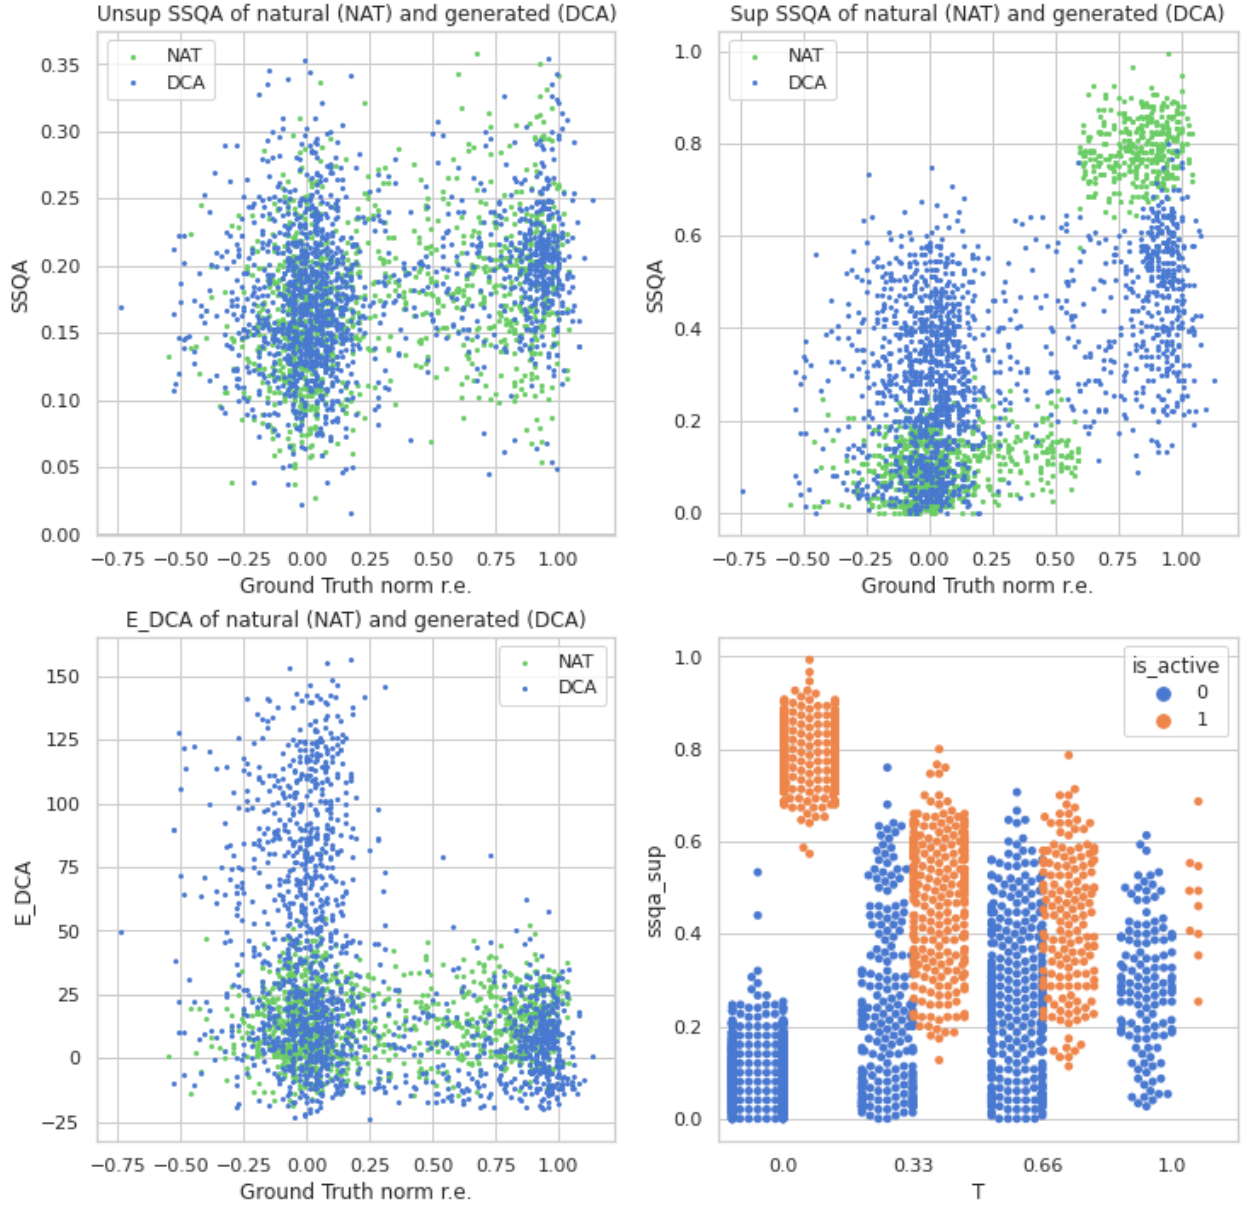 Unsup SSQA of natural (NAT) and generated (DCA)
NAT
DCA
SSQA
0.35
0.30
0.25
0.20
0.15
0.10
0.05
0.00
−0.75 −0.50 −0.25 0.00 0.25 0.50 0.75 1.00
Ground Truth norm r.e.
Sup SSQA of natural (NAT) and generated (DCA)
NAT
DCA
SSQA
1.0
0.8
0.6
0.4
0.2
0.0
−0.75 −0.50 −0.25 0.00 0.25 0.50 0.75 1.00
Ground Truth norm r.e.
E_DCA of natural (NAT) and generated (DCA)
NAT
DCA
E_DCA
150
125
100
75
50
25
0
−25
−0.75 −0.50 −0.25 0.00 0.25 0.50 0.75 1.00
Ground Truth norm r.e.
is_active
0
1
ssqa_sup
1.0
0.8
0.6
0.4
0.2
0.0
0.0 0.33 0.66 1.0
T